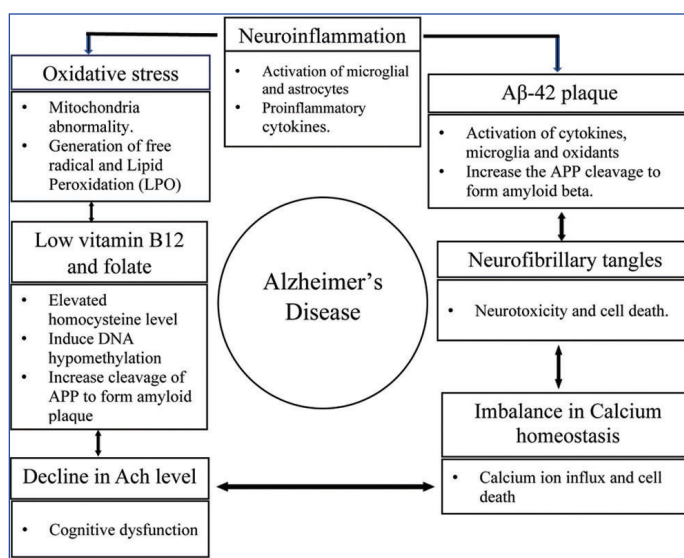 Neuroinflammation
• Activation of microglial
and astrocytes
• Proinflammatory
cytokines.
Oxidative stress
• Mitochondria
abnormality.
• Generation of free
radical and Lipid
Peroxidation (LPO)
Low vitamin B12
and folate
• Elevated
homocysteine level
• Induce DNA
hypomethylation
• Increase cleavage of
APP to form amyloid
plaque
Decline in Ach level
• Cognitive dysfunction
Alzheimer’s
Disease
Aβ-42 plaque
• Activation of cytokines,
microglia and oxidants
• Increase the APP cleavage to
form amyloid beta.
Neurofibrillary tangles
• Neurotoxicity and cell death.
Imbalance in Calcium
homeostasis
• Calcium ion influx and cell
death